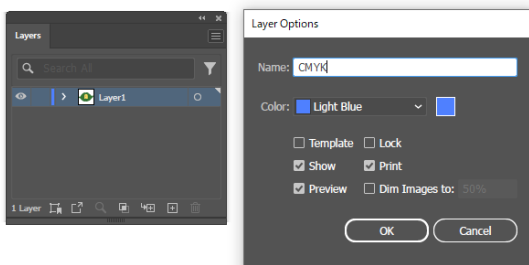 Layers
Search All
Layer1
1 Layer
Layer Options
Name: CMYK
Color: Light Blue
Template Lock
Show Print
Preview Dim Images to: 50%
OK Cancel